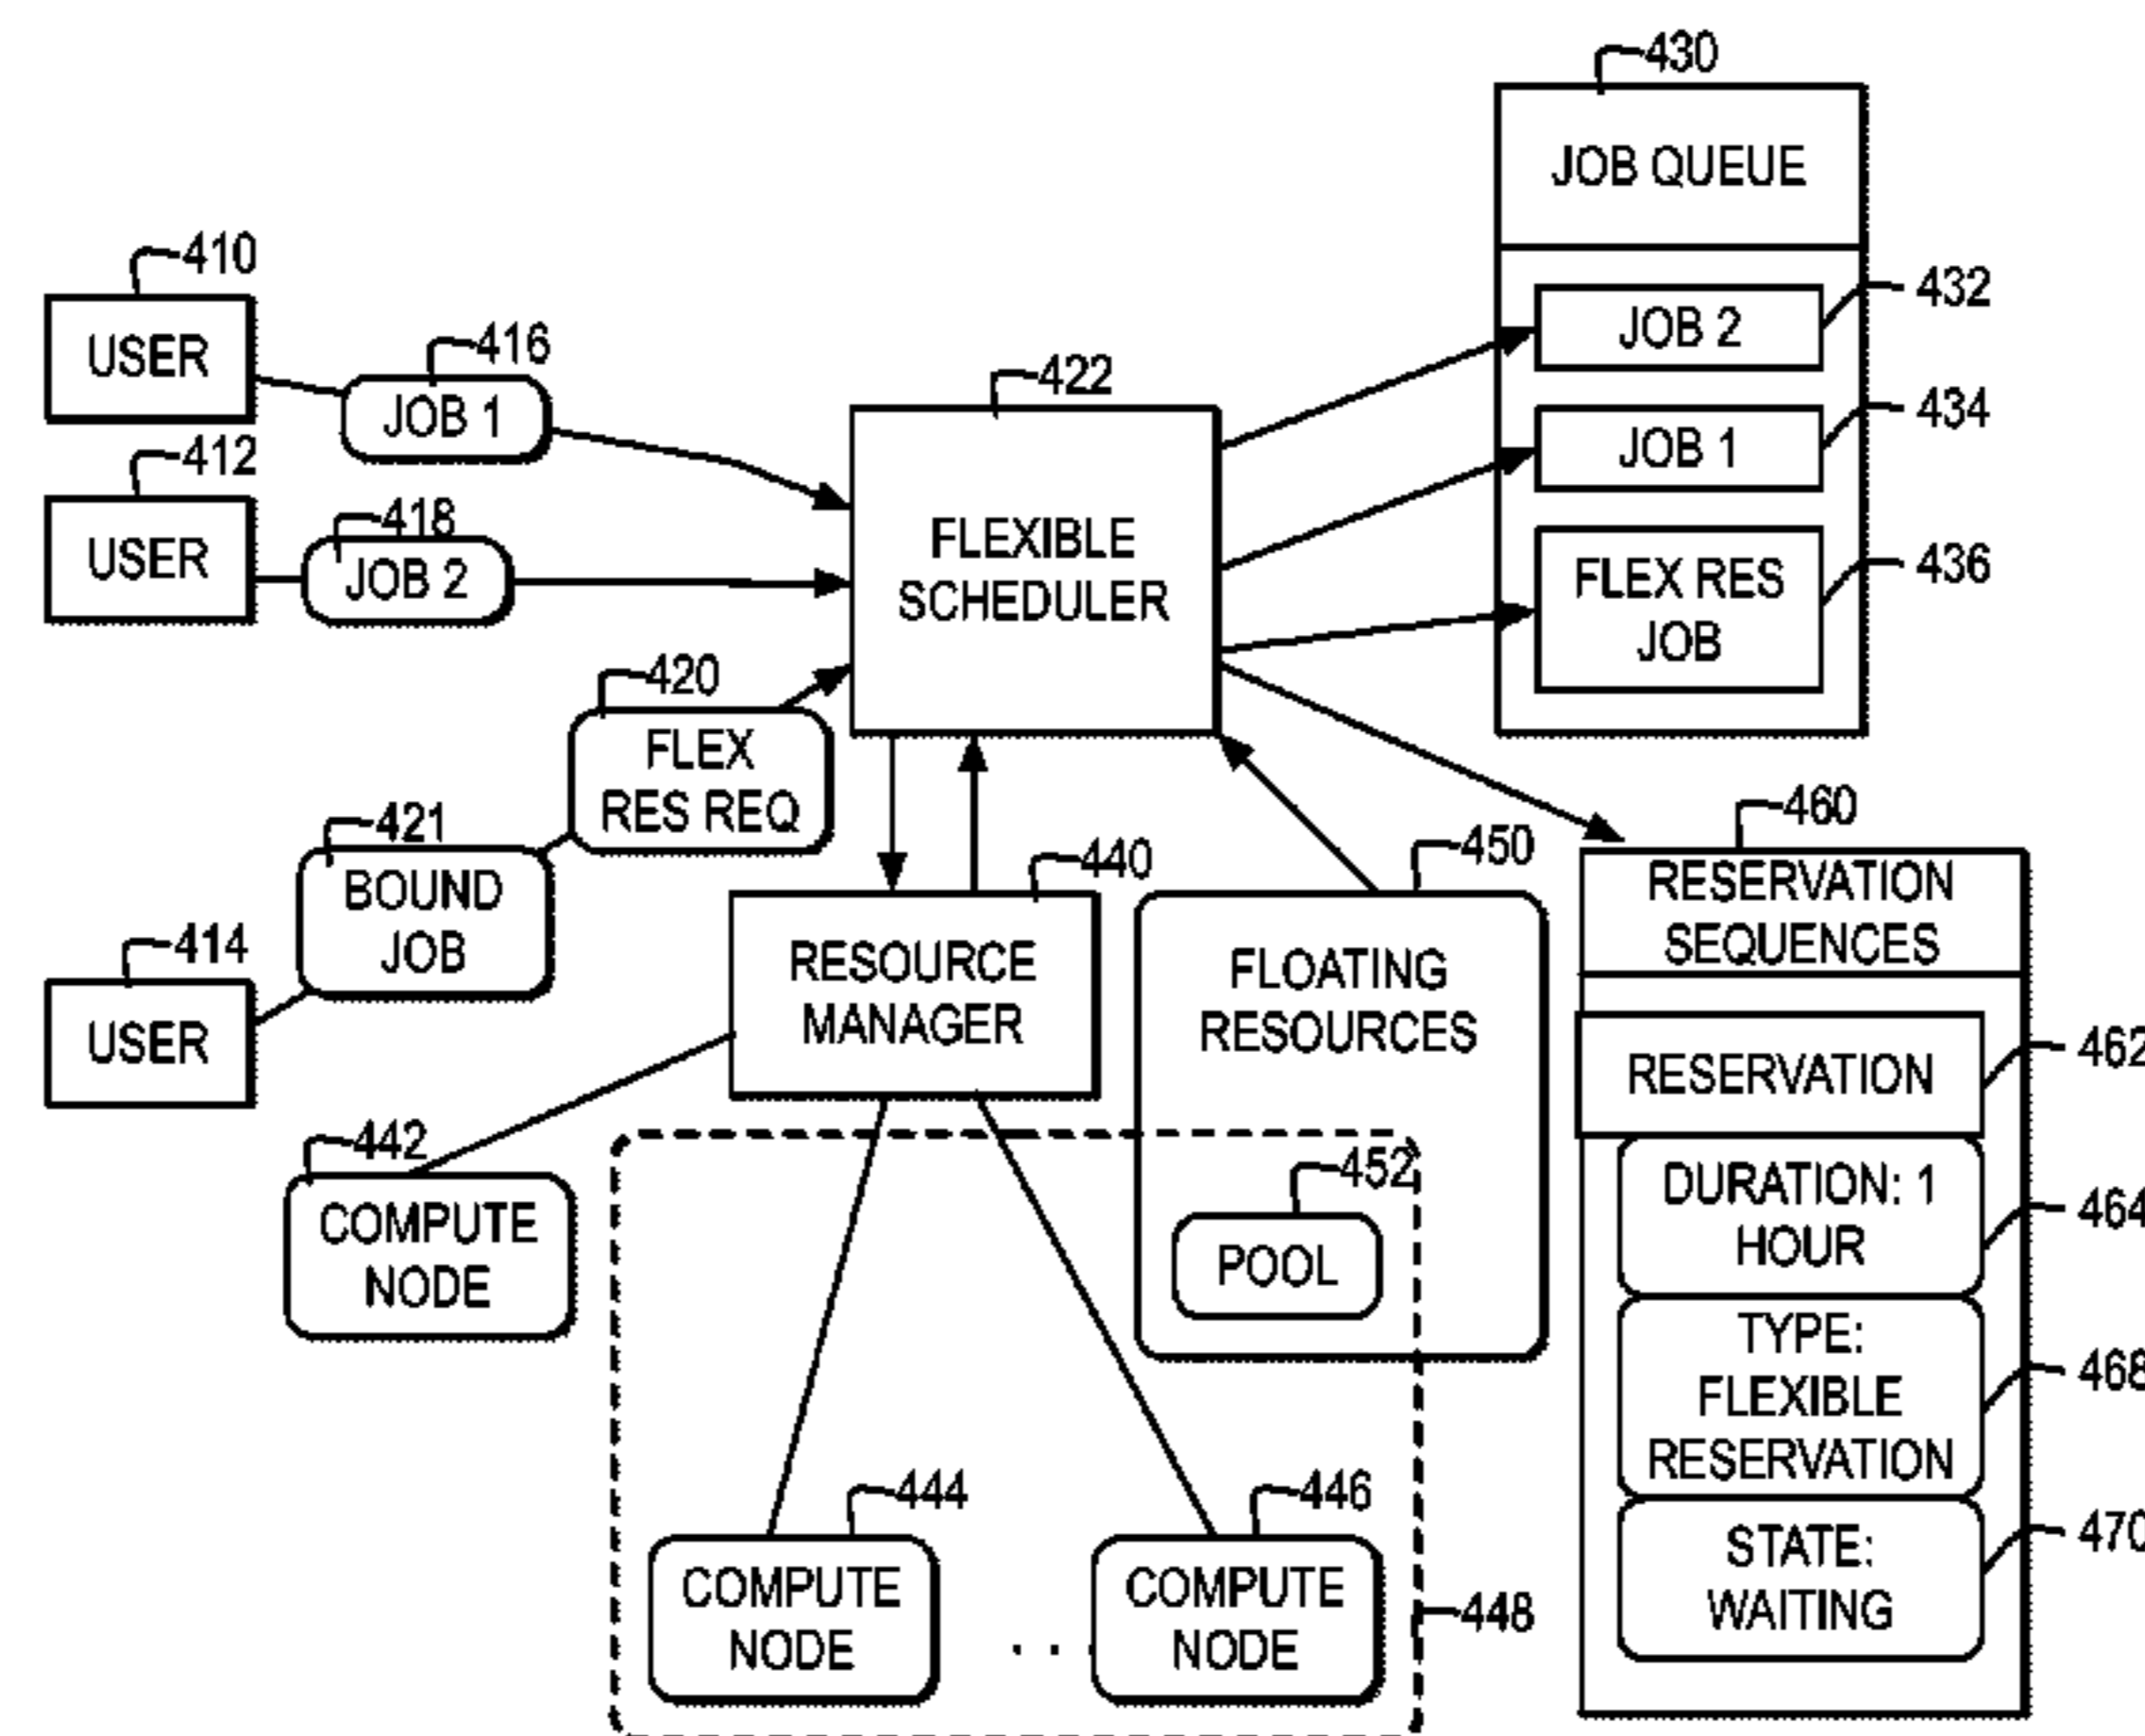 430
JOB QUEUE
432
JOB 2
434
JOB 1
436
FLEX RES
JOB
410
USER
416
JOB 1
412
USER
418
JOB 2
422
FLEXIBLE
SCHEDULER
420
FLEX
RES REQ
421
BOUND
JOB
414
USER
440
RESOURCE
MANAGER
450
FLOATING
RESOURCES
452
POOL
442
COMPUTE
NODE
444
COMPUTE
NODE
. . .
446
COMPUTE
NODE
448
460
RESERVATION
SEQUENCES
462
RESERVATION
464
DURATION: 1
HOUR
468
TYPE:
FLEXIBLE
RESERVATION
470
STATE:
WAITING